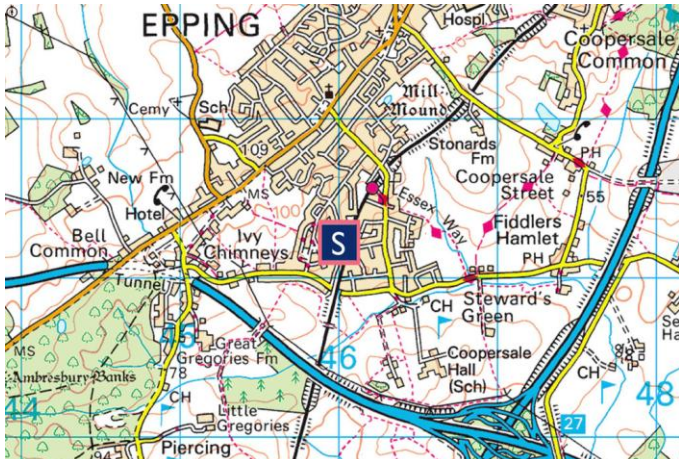 EPPING
Hospl
Coopersale
Common
Mill
Mound
Cemy
Sch
109
Stonards
Fm
PH
New Fm
MS
Hotel
100
Essex Way
Coopersale
Street
55
Bell
Common
Ivy
Chimneys
S
Fiddlers
Hamlet
PH
Tunnel
CH
Steward's
Green
45
46
Great
Gregories Fm
MS
78
Coopersale
Hall
(Sch)
CH
Ambresbury Banks
44
CH
48
Little
Gregories
27
Piercing
94